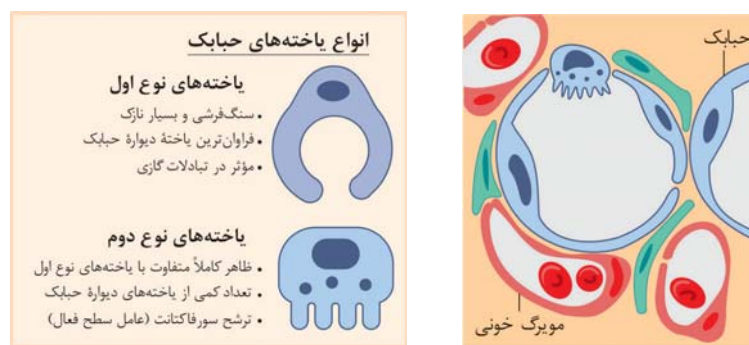 انواع یاخته‌های حبابک
یاخته‌های نوع اول
• سنگ‌فرشی و بسیار نازک
• فراوان‌ترین یاختهٔ دیوارهٔ حبابک
• مؤثر در تبادلات گازی
یاخته‌های نوع دوم
• ظاهر کاملاً متفاوت با یاخته‌های نوع اول
• تعداد کمی از یاخته‌های دیوارهٔ حبابک
• ترشح سورفاکتانت (عامل سطح فعال)
حبابک
مویرگ خونی